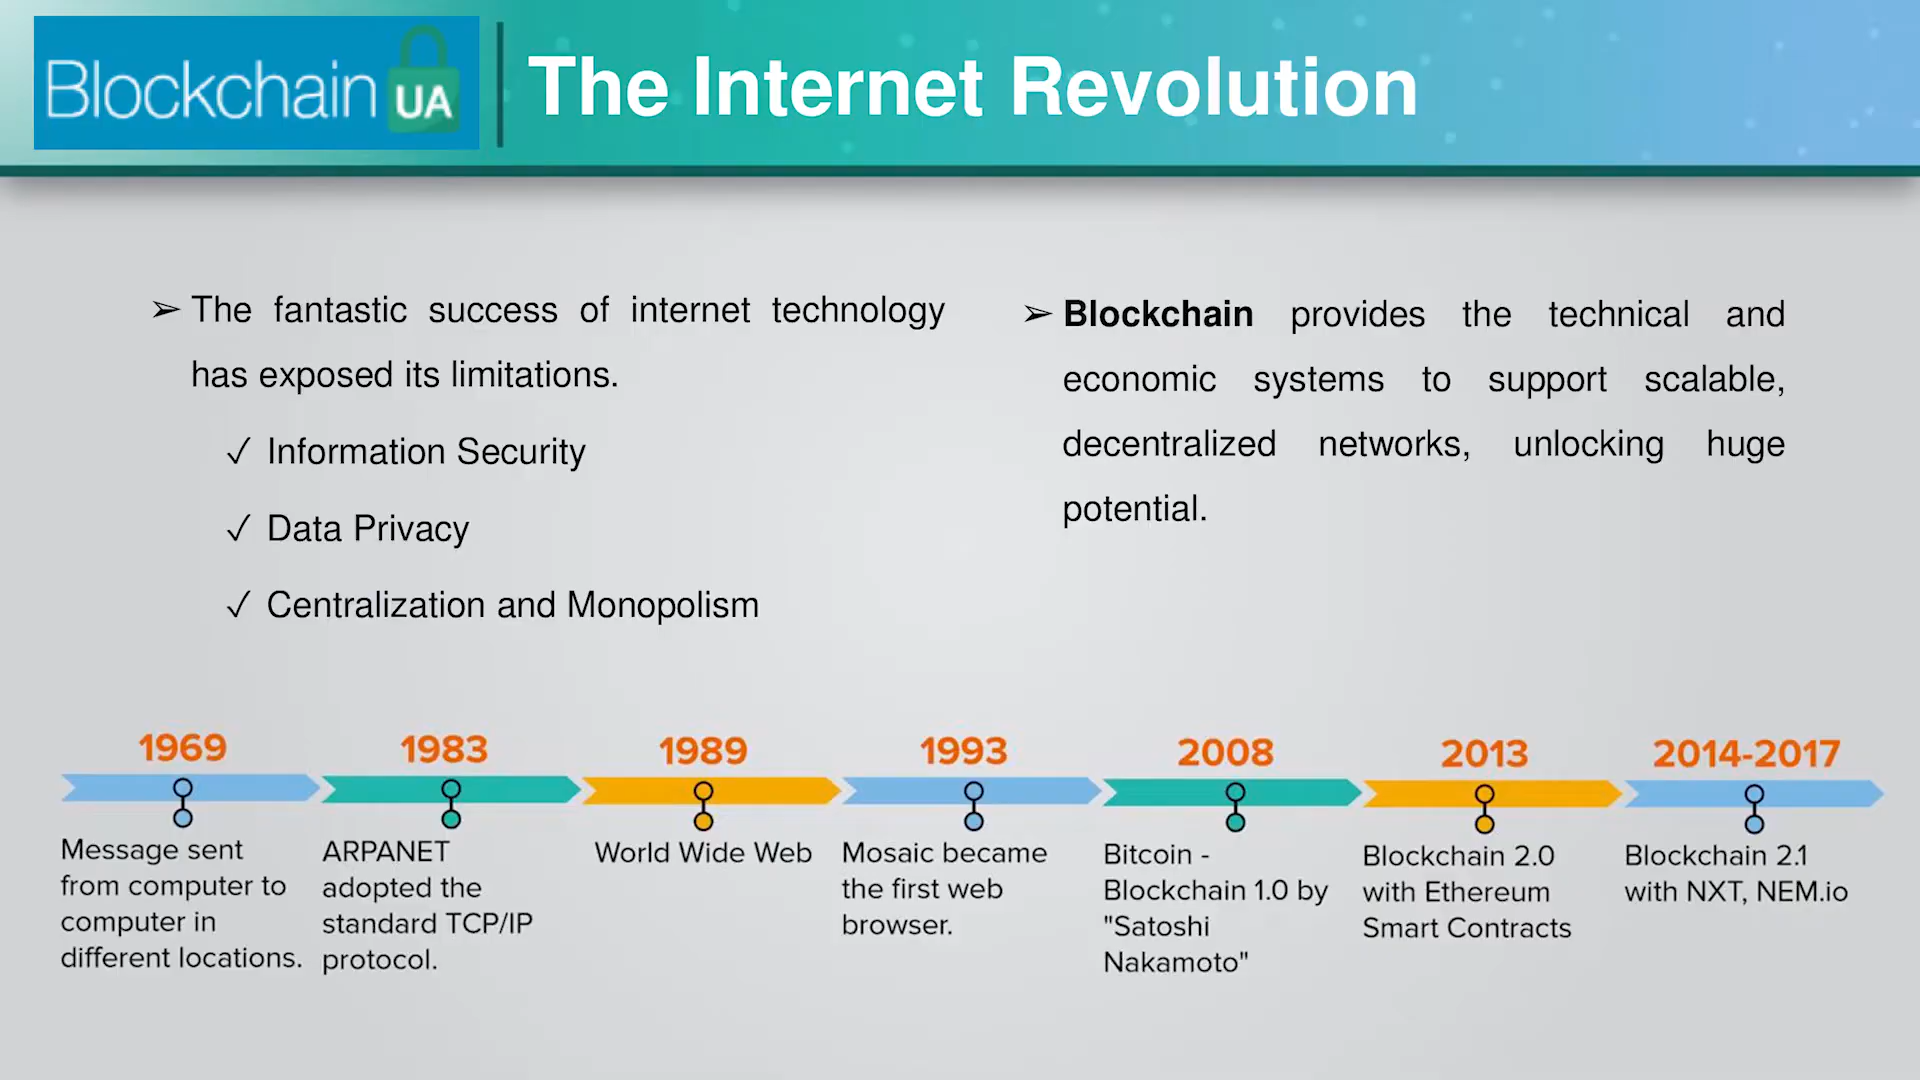 Blockchain UA
The Internet Revolution
➢ The fantastic success of internet technology
has exposed its limitations.
✓ Information Security
✓ Data Privacy
✓ Centralization and Monopolism
➢ Blockchain provides the technical and
economic systems to support scalable,
decentralized networks, unlocking huge
potential.
1969
Message sent
from computer to
computer in
different locations.
1983
ARPANET
adopted the
standard TCP/IP
protocol.
1989
World Wide Web
1993
Mosaic became
the first web
browser.
2008
Bitcoin -
Blockchain 1.0 by
"Satoshi
Nakamoto"
2013
Blockchain 2.0
with Ethereum
Smart Contracts
2014-2017
Blockchain 2.1
with NXT, NEM.io